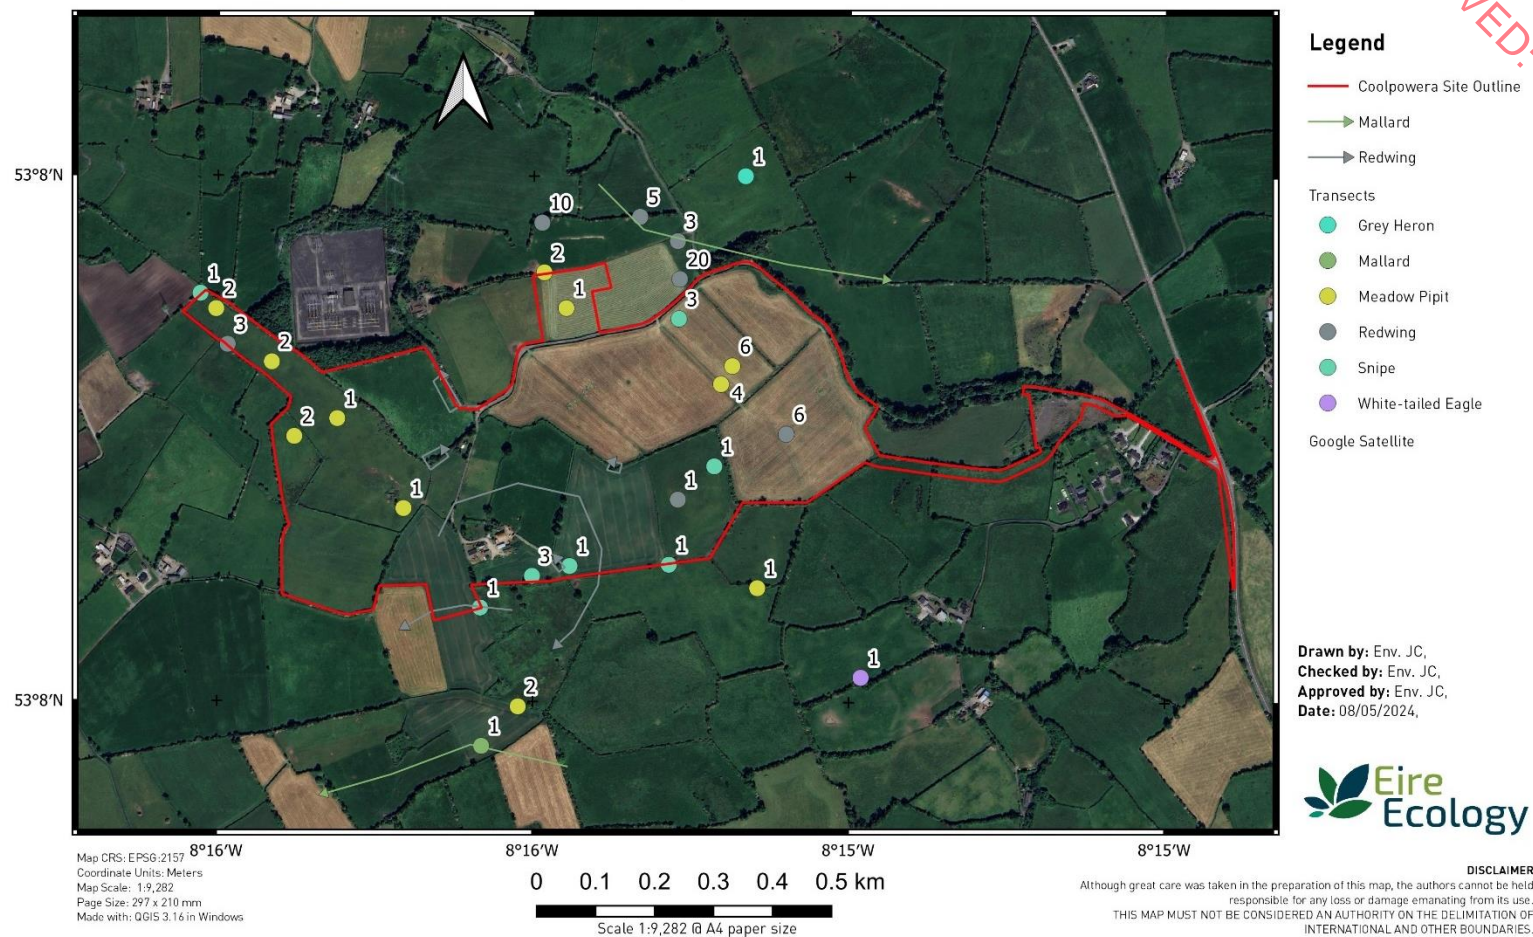 VED:
Legend
Coolpowera Site Outline
Mallard
Redwing
Transects
Grey Heron
Mallard
Meadow Pipit
Redwing
Snipe
White-tailed Eagle
Google Satellite
53°8'N
53°8'N
1
10
5
3
2
20
1
2
1
3
3
2
6
4
1
2
6
1
1
1
3
1
1
1
1
1
2
1
8°16'W
8°16'W
8°15'W
8°15'W
Drawn by: Env. JC,
Checked by: Env. JC,
Approved by: Env. JC,
Date: 08/05/2024,
Eire
Ecology
Map CRS: EPSG:2157
Coordinate Units: Meters
Map Scale: 1:9,282
Page Size: 297 x 210 mm
Made with: QGIS 3.16 in Windows
0 0.1 0.2 0.3 0.4 0.5 km
Scale 1:9,282 @ A4 paper size
DISCLAIMER
Although great care was taken in the preparation of this map, the authors cannot be held
responsible for any loss or damage emanating from its use.
THIS MAP MUST NOT BE CONSIDERED AN AUTHORITY ON THE DELIMITATION OF
INTERNATIONAL AND OTHER BOUNDARIES.